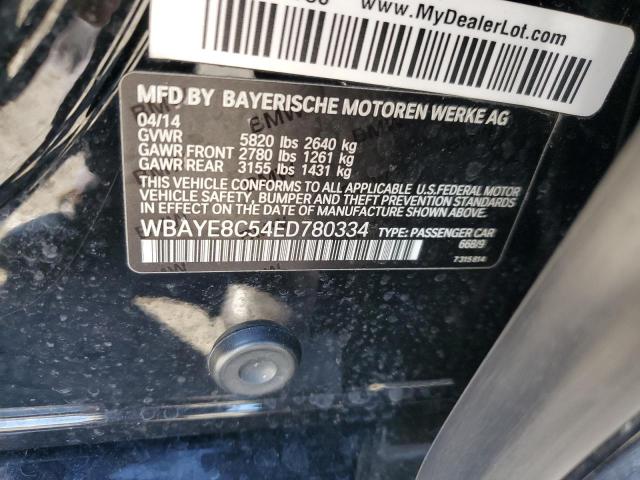 www.MyDealerLot.com
MFD BY BAYERISCHE MOTOREN WERKE AG
04/14
GVWR 5820 lbs 2640 kg
GAWR FRONT 2780 lbs 1261 kg
GAWR REAR 3155 lbs 1431 kg
THIS VEHICLE CONFORMS TO ALL APPLICABLE U.S.FEDERAL MOTOR
VEHICLE SAFETY, BUMPER AND THEFT PREVENTION STANDARDS
IN EFFECT ON THE DATE OF MANUFACTURE SHOWN ABOVE.
WBAYE8C54ED780334 TYPE: PASSENGER CAR
668/9
7 315 814